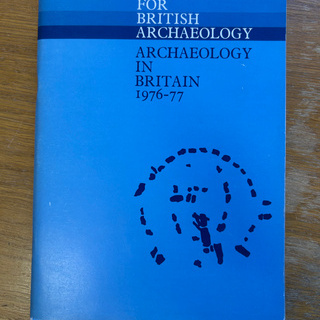 FOR
BRITISH
ARCHAEOLOGY
ARCHAEOLOGY
IN
BRITAIN
1976-77